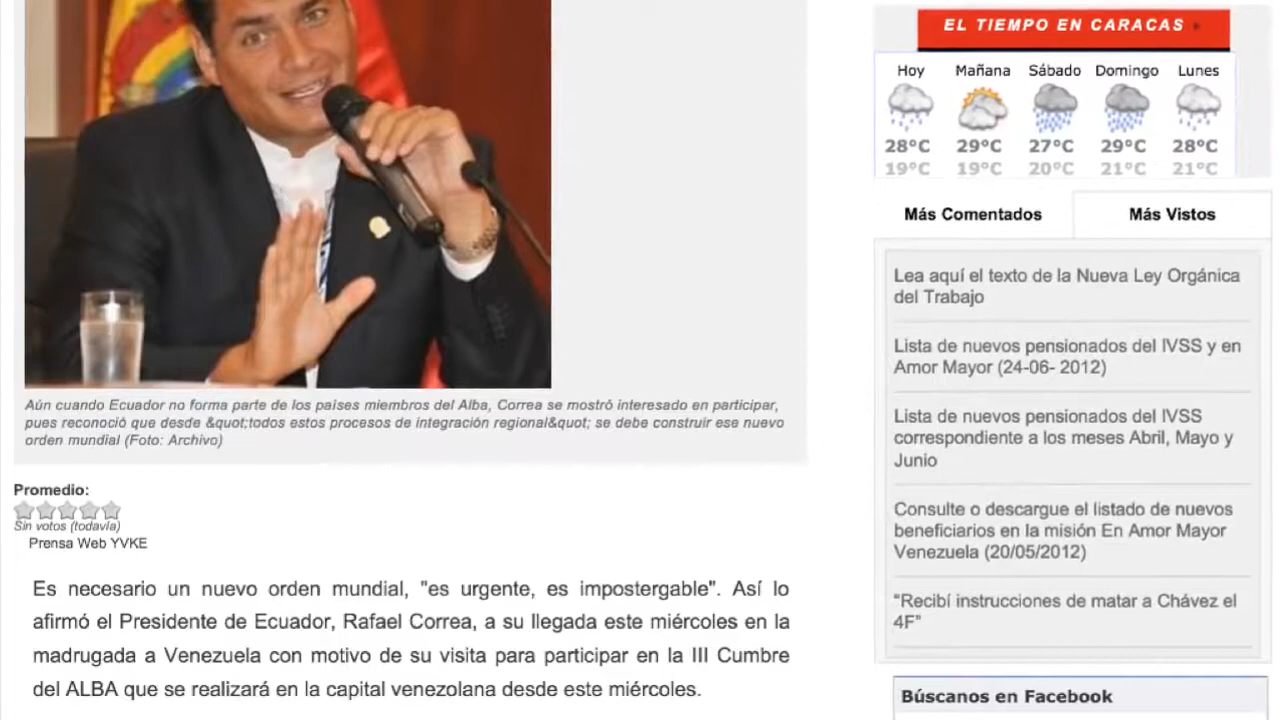 EL TIEMPO EN CARACAS
Hoy Mañana Sábado Domingo Lunes
28°C 29°C 27°C 29°C 28°C
19°C 19°C 20°C 21°C 21°C
Más Comentados Más Vistos
Lea aquí el texto de la Nueva Ley Orgánica
del Trabajo
Lista de nuevos pensionados del IVSS y en
Amor Mayor (24-06- 2012)
Lista de nuevos pensionados del IVSS
correspondiente a los meses Abril, Mayo y
Junio
Consulte o descargue el listado de nuevos
beneficiarios en la misión En Amor Mayor
Venezuela (20/05/2012)
“Recibí instrucciones de matar a Chávez el
4F”
Búscanos en Facebook
Aún cuando Ecuador no forma parte de los países miembros del Alba, Correa se mostró interesado en participar,
pues reconoció que desde &quot;todos estos procesos de integración regional&quot; se debe construir ese nuevo
orden mundial (Foto: Archivo)
Promedio:
Sin votos (todavía)
Prensa Web YVKE
Es necesario un nuevo orden mundial, "es urgente, es impostergable". Así lo
afirmó el Presidente de Ecuador, Rafael Correa, a su llegada este miércoles en la
madrugada a Venezuela con motivo de su visita para participar en la III Cumbre
del ALBA que se realizará en la capital venezolana desde este miércoles.